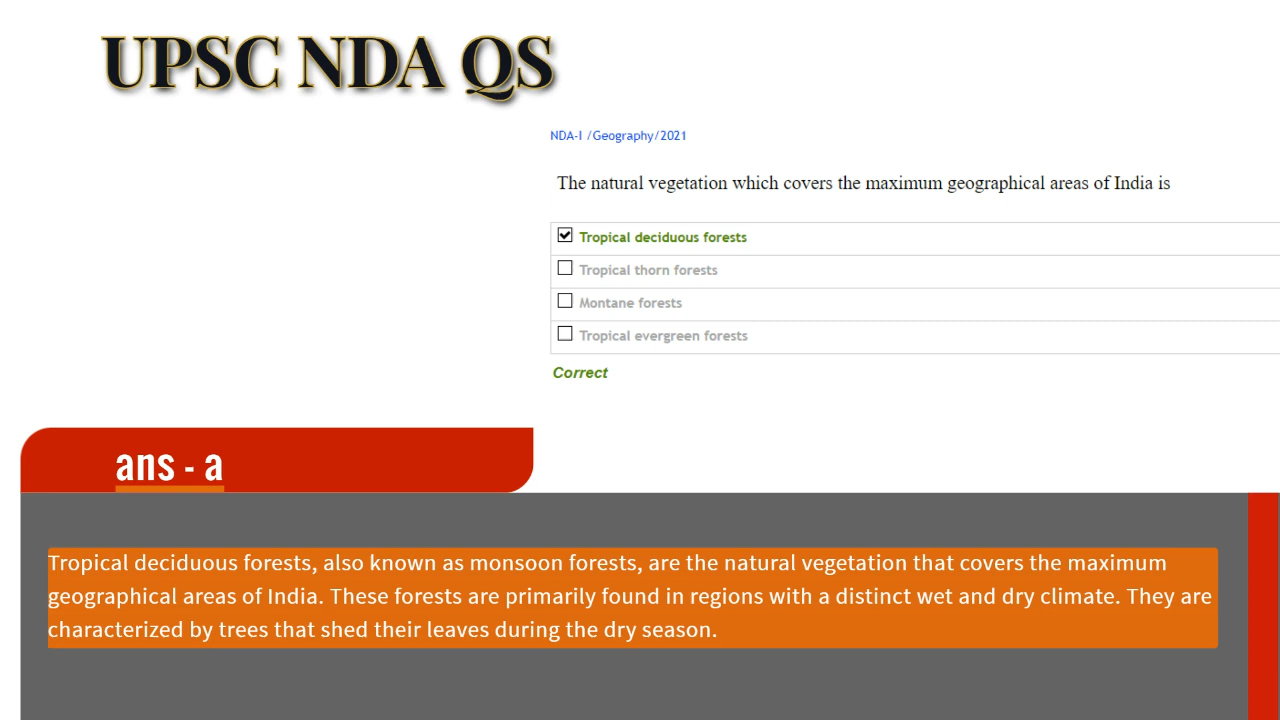 UPSC NDA QS
NDA-I /Geography/2021
The natural vegetation which covers the maximum geographical areas of India is
Tropical deciduous forests
Tropical thorn forests
Montane forests
Tropical evergreen forests
Correct
ans - a
Tropical deciduous forests, also known as monsoon forests, are the natural vegetation that covers the maximum
geographical areas of India. These forests are primarily found in regions with a distinct wet and dry climate. They are
characterized by trees that shed their leaves during the dry season.